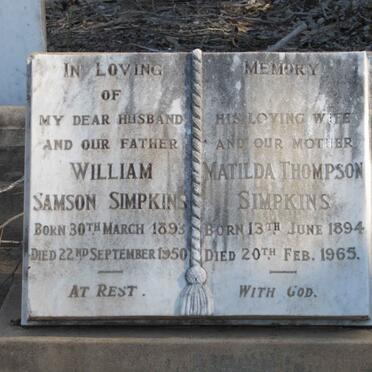 IN LOVING
OF
MY DEAR HUSBAND
AND OUR FATHER
WILLIAM
SAMSON SIMPKINS
BORN 30TH MARCH 1893
DIED 22ND SEPTEMBER 1950
AT REST.
MEMORY
HIS LOVING WIFE
AND OUR MOTHER
MATILDA THOMPSON
SIMPKINS
BORN 13TH JUNE 1894
DIED 20TH FEB. 1965.
WITH GOD.